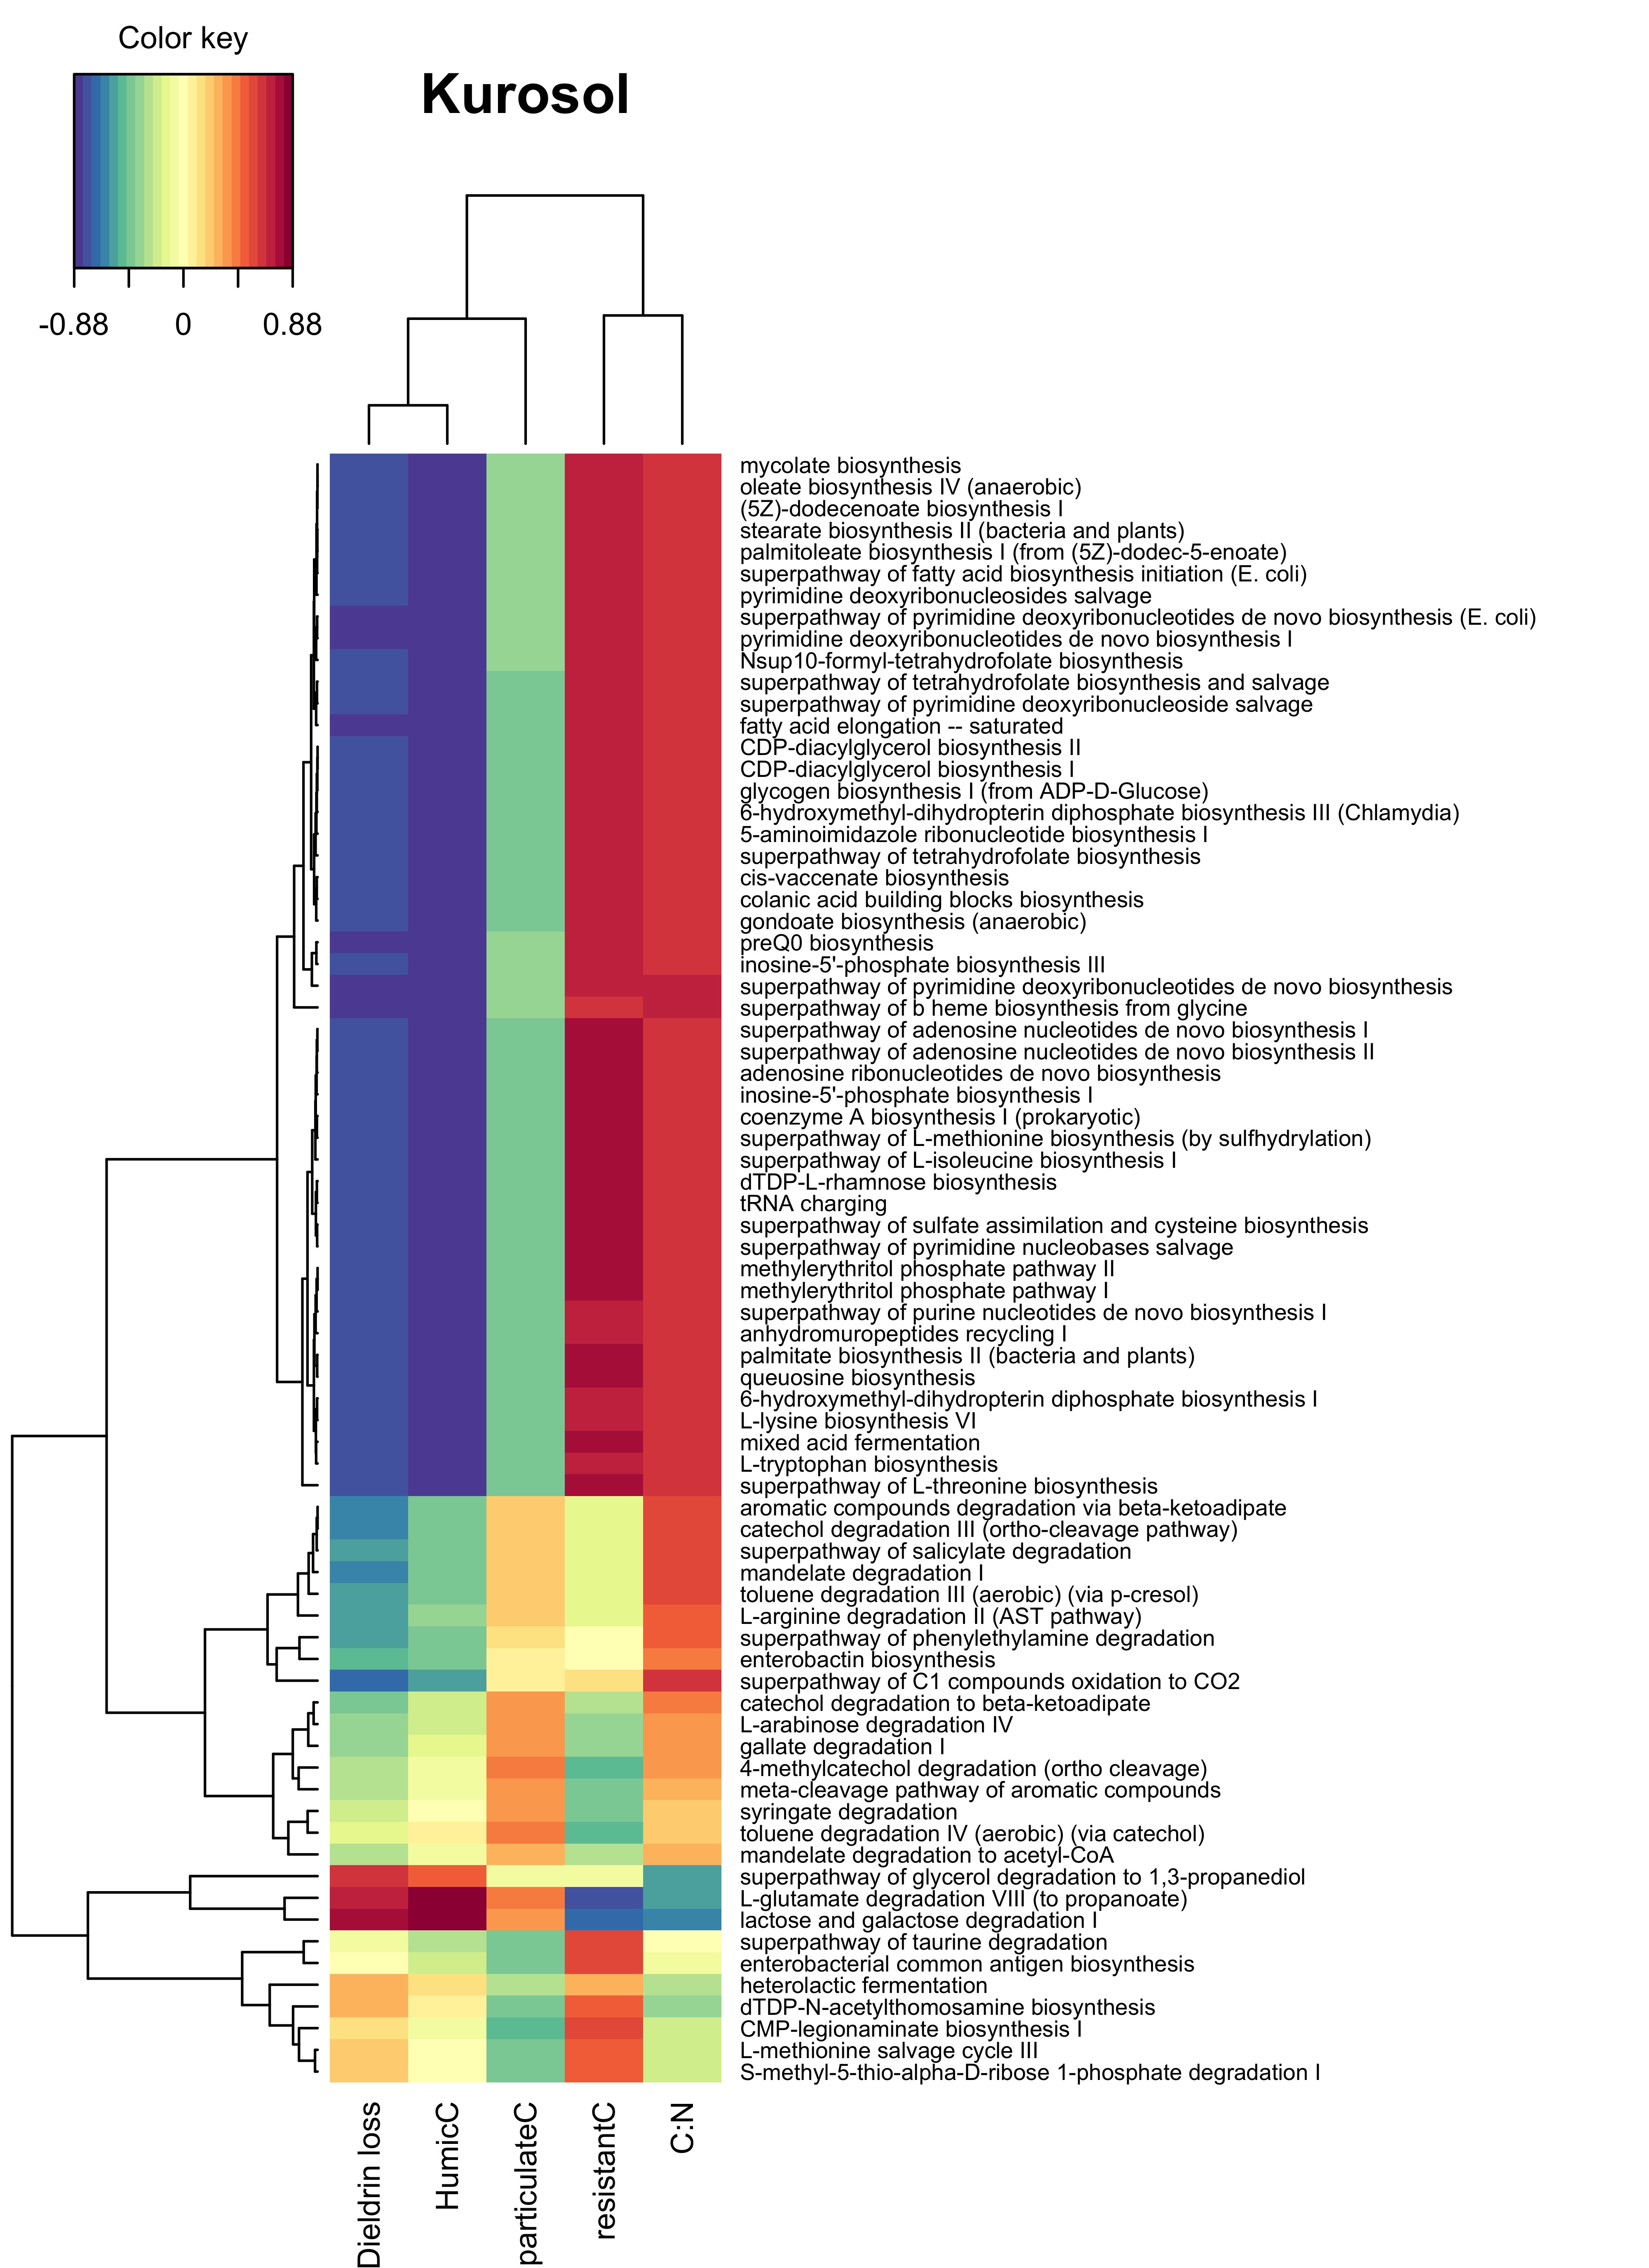 Color key
Kurosol
-0.88 0 0.88
mycolate biosynthesis
oleate biosynthesis IV (anaerobic)
(5Z)-dodecenoate biosynthesis I
stearate biosynthesis II (bacteria and plants)
palmitoleate biosynthesis I (from (5Z)-dodec-5-enoate)
superpathway of fatty acid biosynthesis initiation (E. coli)
pyrimidine deoxyribonucleosides salvage
superpathway of pyrimidine deoxyribonucleotides de novo biosynthesis (E. coli)
pyrimidine deoxyribonucleotides de novo biosynthesis I
Nsup10-formyl-tetrahydrofolate biosynthesis
superpathway of tetrahydrofolate biosynthesis and salvage
superpathway of pyrimidine deoxyribonucleoside salvage
fatty acid elongation -- saturated
CDP-diacylglycerol biosynthesis II
CDP-diacylglycerol biosynthesis I
glycogen biosynthesis I (from ADP-D-Glucose)
6-hydroxymethyl-dihydropterin diphosphate biosynthesis III (Chlamydia)
5-aminoimidazole ribonucleotide biosynthesis I
superpathway of tetrahydrofolate biosynthesis
cis-vaccenate biosynthesis
colanic acid building blocks biosynthesis
gondoate biosynthesis (anaerobic)
preQ0 biosynthesis
inosine-5'-phosphate biosynthesis III
superpathway of pyrimidine deoxyribonucleotides de novo biosynthesis
superpathway of b heme biosynthesis from glycine
superpathway of adenosine nucleotides de novo biosynthesis I
superpathway of adenosine nucleotides de novo biosynthesis II
adenosine ribonucleotides de novo biosynthesis
inosine-5'-phosphate biosynthesis I
coenzyme A biosynthesis I (prokaryotic)
superpathway of L-methionine biosynthesis (by sulfhydrylation)
superpathway of L-isoleucine biosynthesis I
dTDP-L-rhamnose biosynthesis
tRNA charging
superpathway of sulfate assimilation and cysteine biosynthesis
superpathway of pyrimidine nucleobases salvage
methylerythritol phosphate pathway II
methylerythritol phosphate pathway I
superpathway of purine nucleotides de novo biosynthesis I
anhydromuropeptides recycling I
palmitate biosynthesis II (bacteria and plants)
queuosine biosynthesis
6-hydroxymethyl-dihydropterin diphosphate biosynthesis I
L-lysine biosynthesis VI
mixed acid fermentation
L-tryptophan biosynthesis
superpathway of L-threonine biosynthesis
aromatic compounds degradation via beta-ketoadipate
catechol degradation III (ortho-cleavage pathway)
superpathway of salicylate degradation
mandelate degradation I
toluene degradation III (aerobic) (via p-cresol)
L-arginine degradation II (AST pathway)
superpathway of phenylethylamine degradation
enterobactin biosynthesis
superpathway of C1 compounds oxidation to CO2
catechol degradation to beta-ketoadipate
L-arabinose degradation IV
gallate degradation I
4-methylcatechol degradation (ortho cleavage)
meta-cleavage pathway of aromatic compounds
syringate degradation
toluene degradation IV (aerobic) (via catechol)
mandelate degradation to acetyl-CoA
superpathway of glycerol degradation to 1,3-propanediol
L-glutamate degradation VIII (to propanoate)
lactose and galactose degradation I
superpathway of taurine degradation
enterobacterial common antigen biosynthesis
heterolactic fermentation
dTDP-N-acetylthomosamine biosynthesis
CMP-legionaminate biosynthesis I
L-methionine salvage cycle III
S-methyl-5-thio-alpha-D-ribose 1-phosphate degradation I
Dieldrin loss
HumicC
particulateC
resistantC
C:N